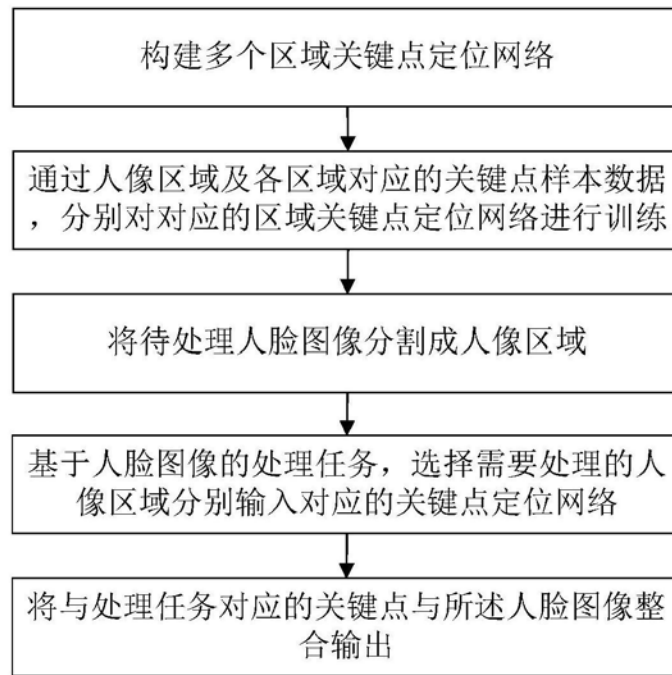 构建多个区域关键点定位网络
通过人像区域及各区域对应的关键点样本数据
，分别对对应的区域关键点定位网络进行训练
将待处理人脸图像分割成人像区域
基于人脸图像的处理任务，选择需要处理的人
像区域分别输入对应的关键点定位网络
将与处理任务对应的关键点与所述人脸图像整
合输出